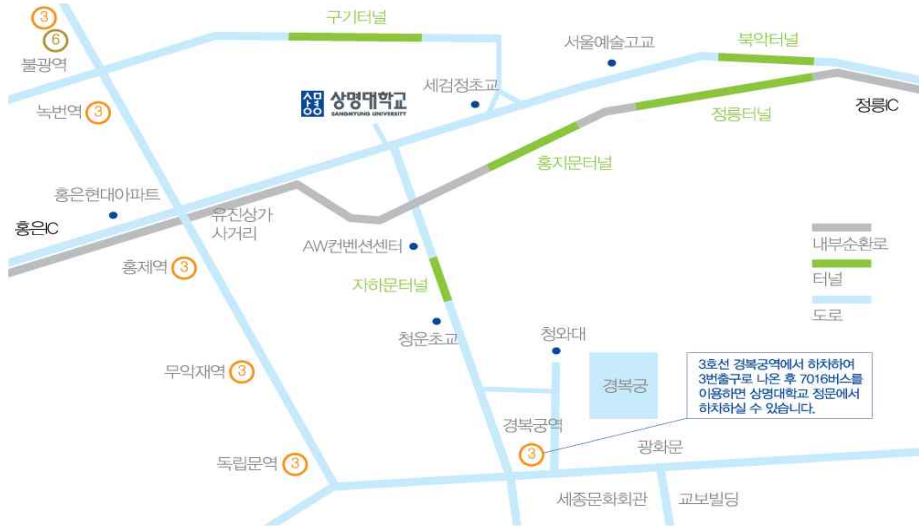 3
6
불광역
녹번역 3
구기터널
서울예술고교
북악터널
상명
상명대학교
SANGMYUNG UNIVERSITY
세검정초교
정릉IC
정릉터널
홍지문터널
홍은현대아파트
홍은IC
유진상가
사거리
AW컨벤션센터
내부순환로
홍제역 3
터널
자하문터널
도로
청운초교
청와대
무악재역 3
경복궁
3호선 경복궁역에서 하차하여
3번출구로 나온 후 7016버스를
이용하면 상명대학교 정문에서
하차하실 수 있습니다.
경복궁역
3
광화문
독립문역 3
세종문화회관
교보빌딩